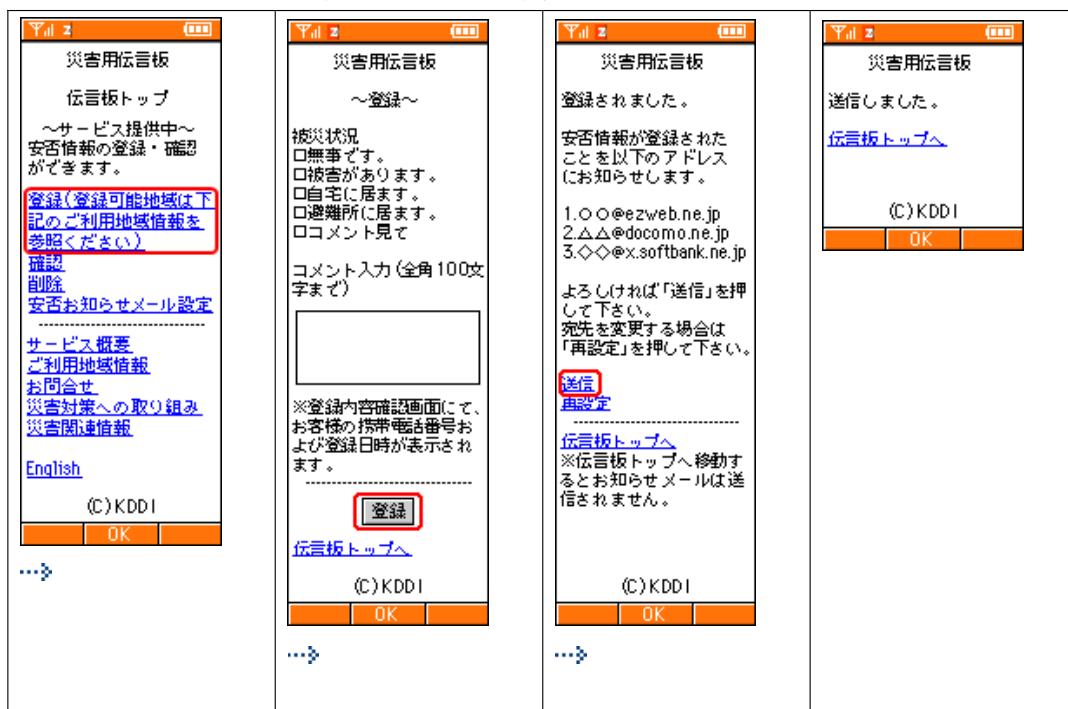 災害用伝言板
伝言板トップ
～サービス提供中～
安否情報の登録・確認
ができます。
登録(登録可能地域は下
記のご利用地域情報を
参照ください)
確認
削除
安否お知らせメール設定
サービス概要
ご利用地域情報
お問合せ
災害対策への取り組み
災害関連情報
English
(C)KDDI
OK
災害用伝言板
～登録～
被災状況
□無事です。
□被害があります。
□自宅に居ます。
□避難所に居ます。
□コメント見て
コメント入力(全角100文
字まで)
※登録内容確認画面にて、
お客様の携帯電話番号お
よび登録日時が表示され
ます。
登録
伝言板トップへ
(C)KDDI
OK
災害用伝言板
登録されました。
安否情報が登録された
ことを以下のアドレス
にお知らせします。
1.○○@ezweb.ne.jp
2.△△@docomo.ne.jp
3.◇◇@x.softbank.ne.jp
よろしければ「送信」を押
して下さい。
宛先を変更する場合は
「再設定」を押して下さい。
送信
再設定
伝言板トップへ
※伝言板トップへ移動す
るとお知らせメールは送
信されません。
(C)KDDI
OK
災害用伝言板
送信しました。
伝言板トップへ
(C)KDDI
OK